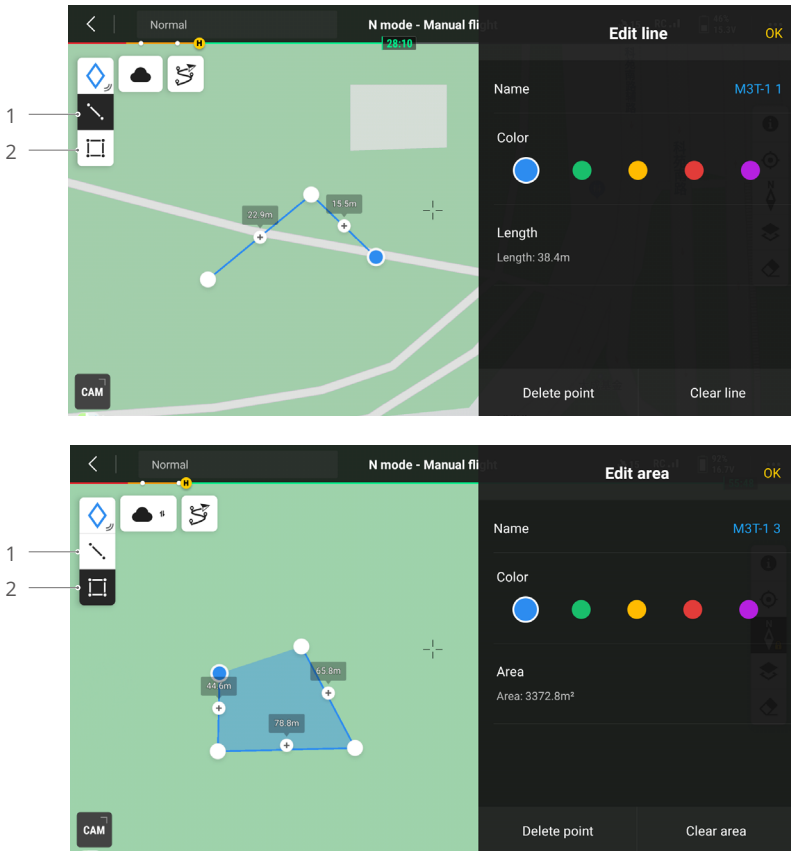 Normal
N mode - Manual fli
Edit line
OK
H
28:10
1
2
Name
M3T-1 1
Color
22.9m
15.5m
Length
Length: 38.4m
CAM
Delete point
Clear line
Normal
N mode - Manual fli
Edit area
OK
H
1
2
Name
M3T-1 3
Color
44.6m
65.8m
78.8m
Area
Area: 3372.8m²
CAM
Delete point
Clear area